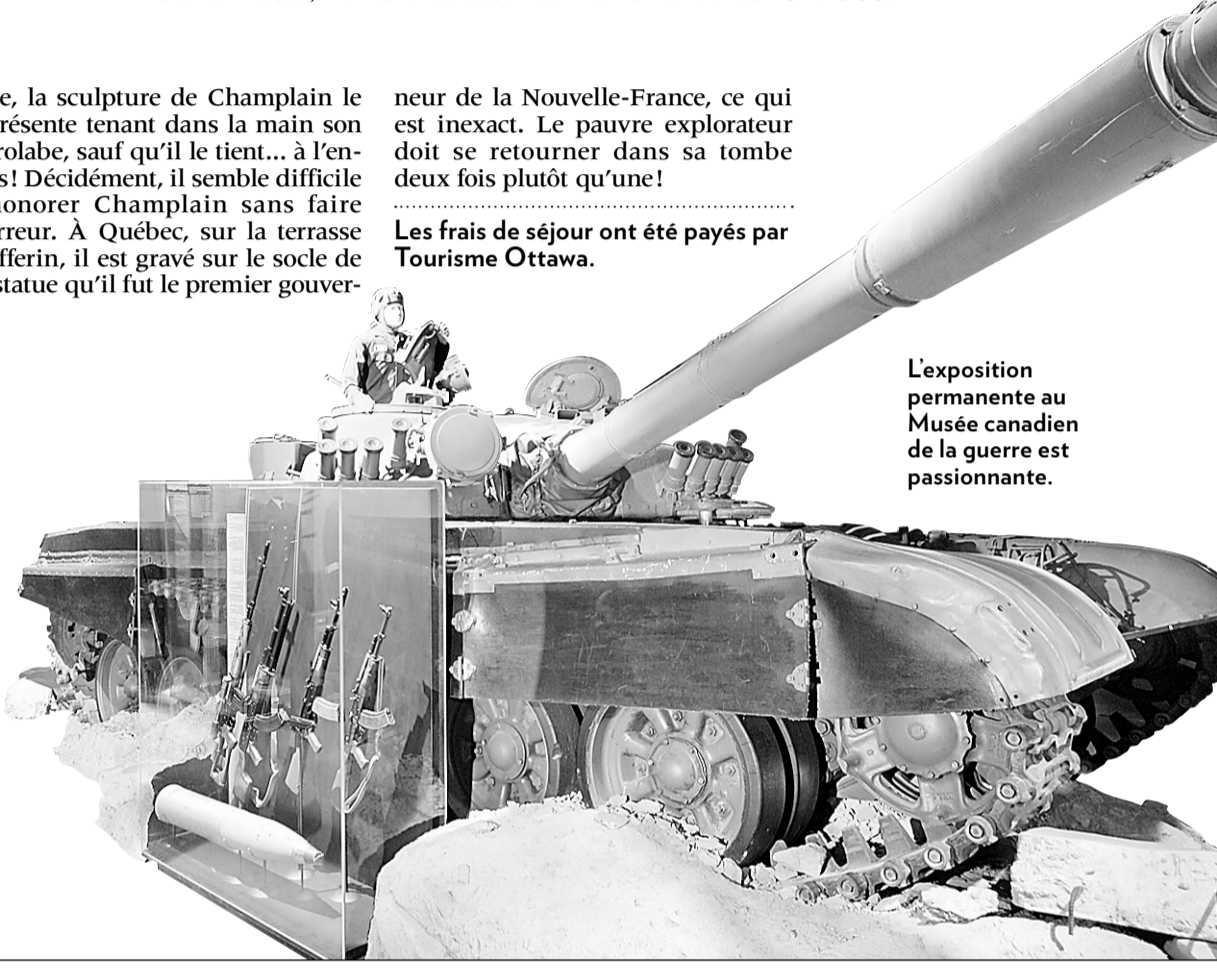 e, la sculpture de Champlain le
résente tenant dans la main son
rolabe, sauf qu'il le tient... à l'en-
s! Décidément, il semble difficile
honorer Champlain sans faire
rreur. À Québec, sur la terrasse
fferin, il est gravé sur le socle de
statue qu'il fut le premier gouver-
neur de la Nouvelle-France, ce qui
est inexact. Le pauvre explorateur
doit se retourner dans sa tombe
deux fois plutôt qu'une!
Les frais de séjour ont été payés par
Tourisme Ottawa.
L'exposition
permanente au
Musée canadien
de la guerre est
passionnante.